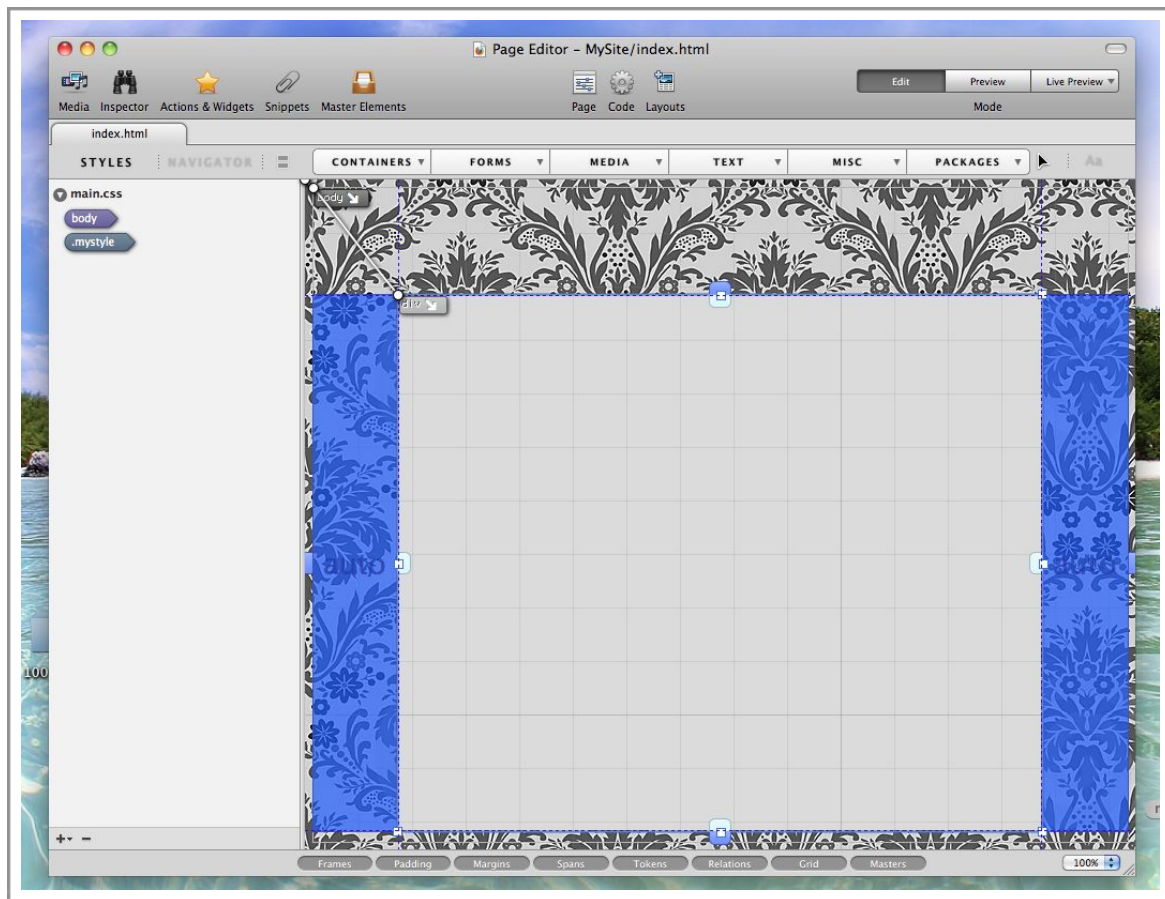 Page Editor – MySite/index.html
Media Inspector Actions & Widgets Snippets Master Elements Page Code Layouts Edit Preview Live Preview
Mode
index.html
STYLES NAVIGATOR CONTAINERS FORMS MEDIA TEXT MISC PACKAGES Aa
main.css
body
.mystyle
body
div
auto auto
100
Frames Padding Margins Spans Tokens Relations Grid Masters 100%